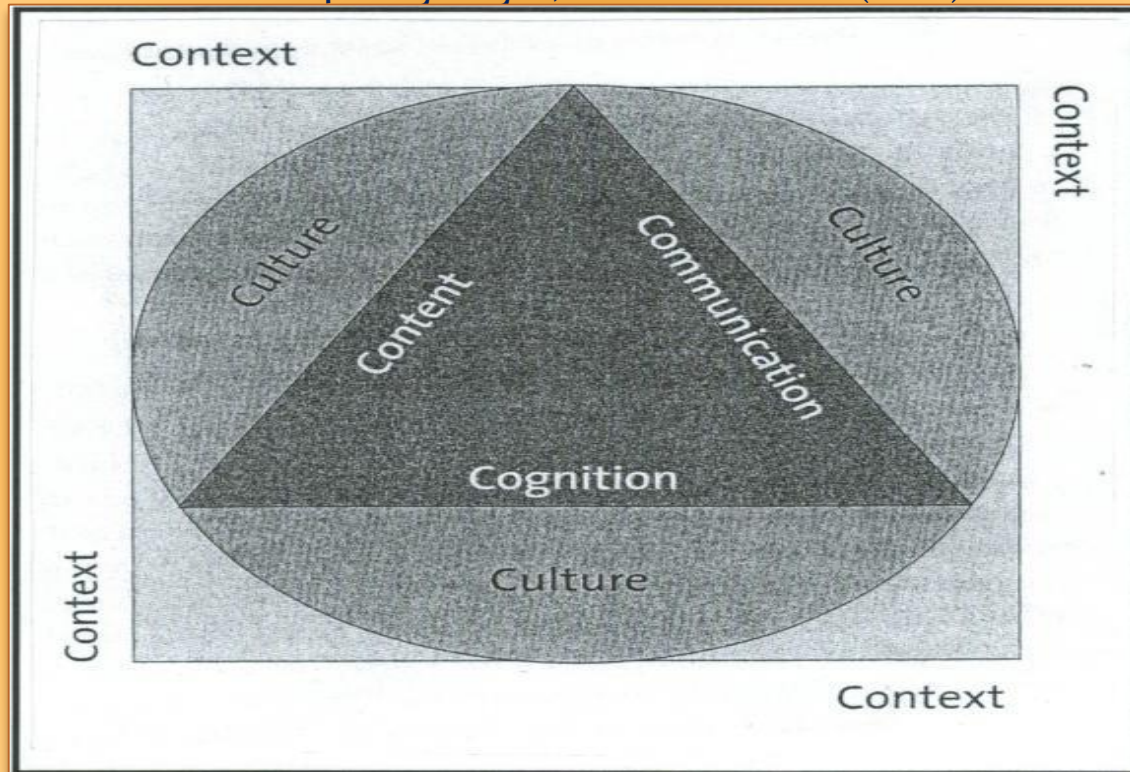 Context
Context
Culture
Culture
Content
Communication
Cognition
Culture
Context
Context